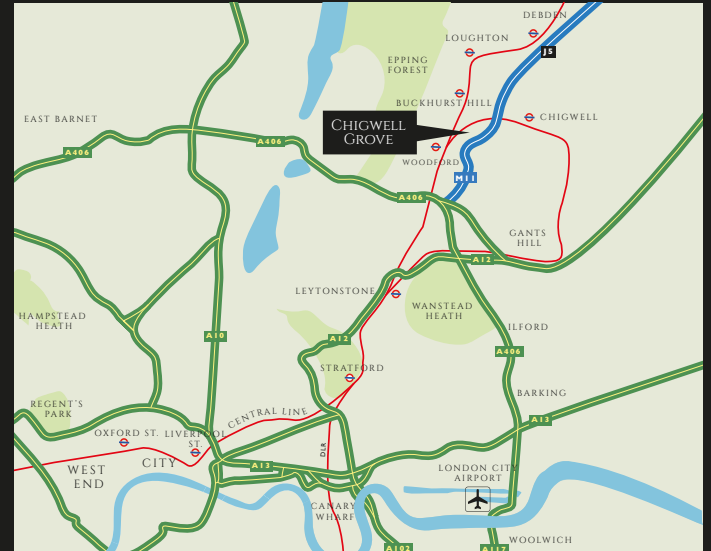 DEBDEN
LOUGHTON
J5
EPPING
FOREST
BUCKHURST HILL
EAST BARNET
CHIGWELL
CHIGWELL
GROVE
A406
A406
WOODFORD
M11
A406
GANTS
HILL
A12
LEYTONSTONE
WANSTEAD
HEATH
HAMPSTEAD
HEATH
ILFORD
A10
A12
A406
STRATFORD
BARKING
REGENT'S
PARK
CENTRAL LINE
A13
OXFORD ST.
LIVERPOOL
ST.
DLR
CITY
WEST
END
A13
LONDON CITY
AIRPORT
CANARY
WHARF
WOOLWICH
A102
A117